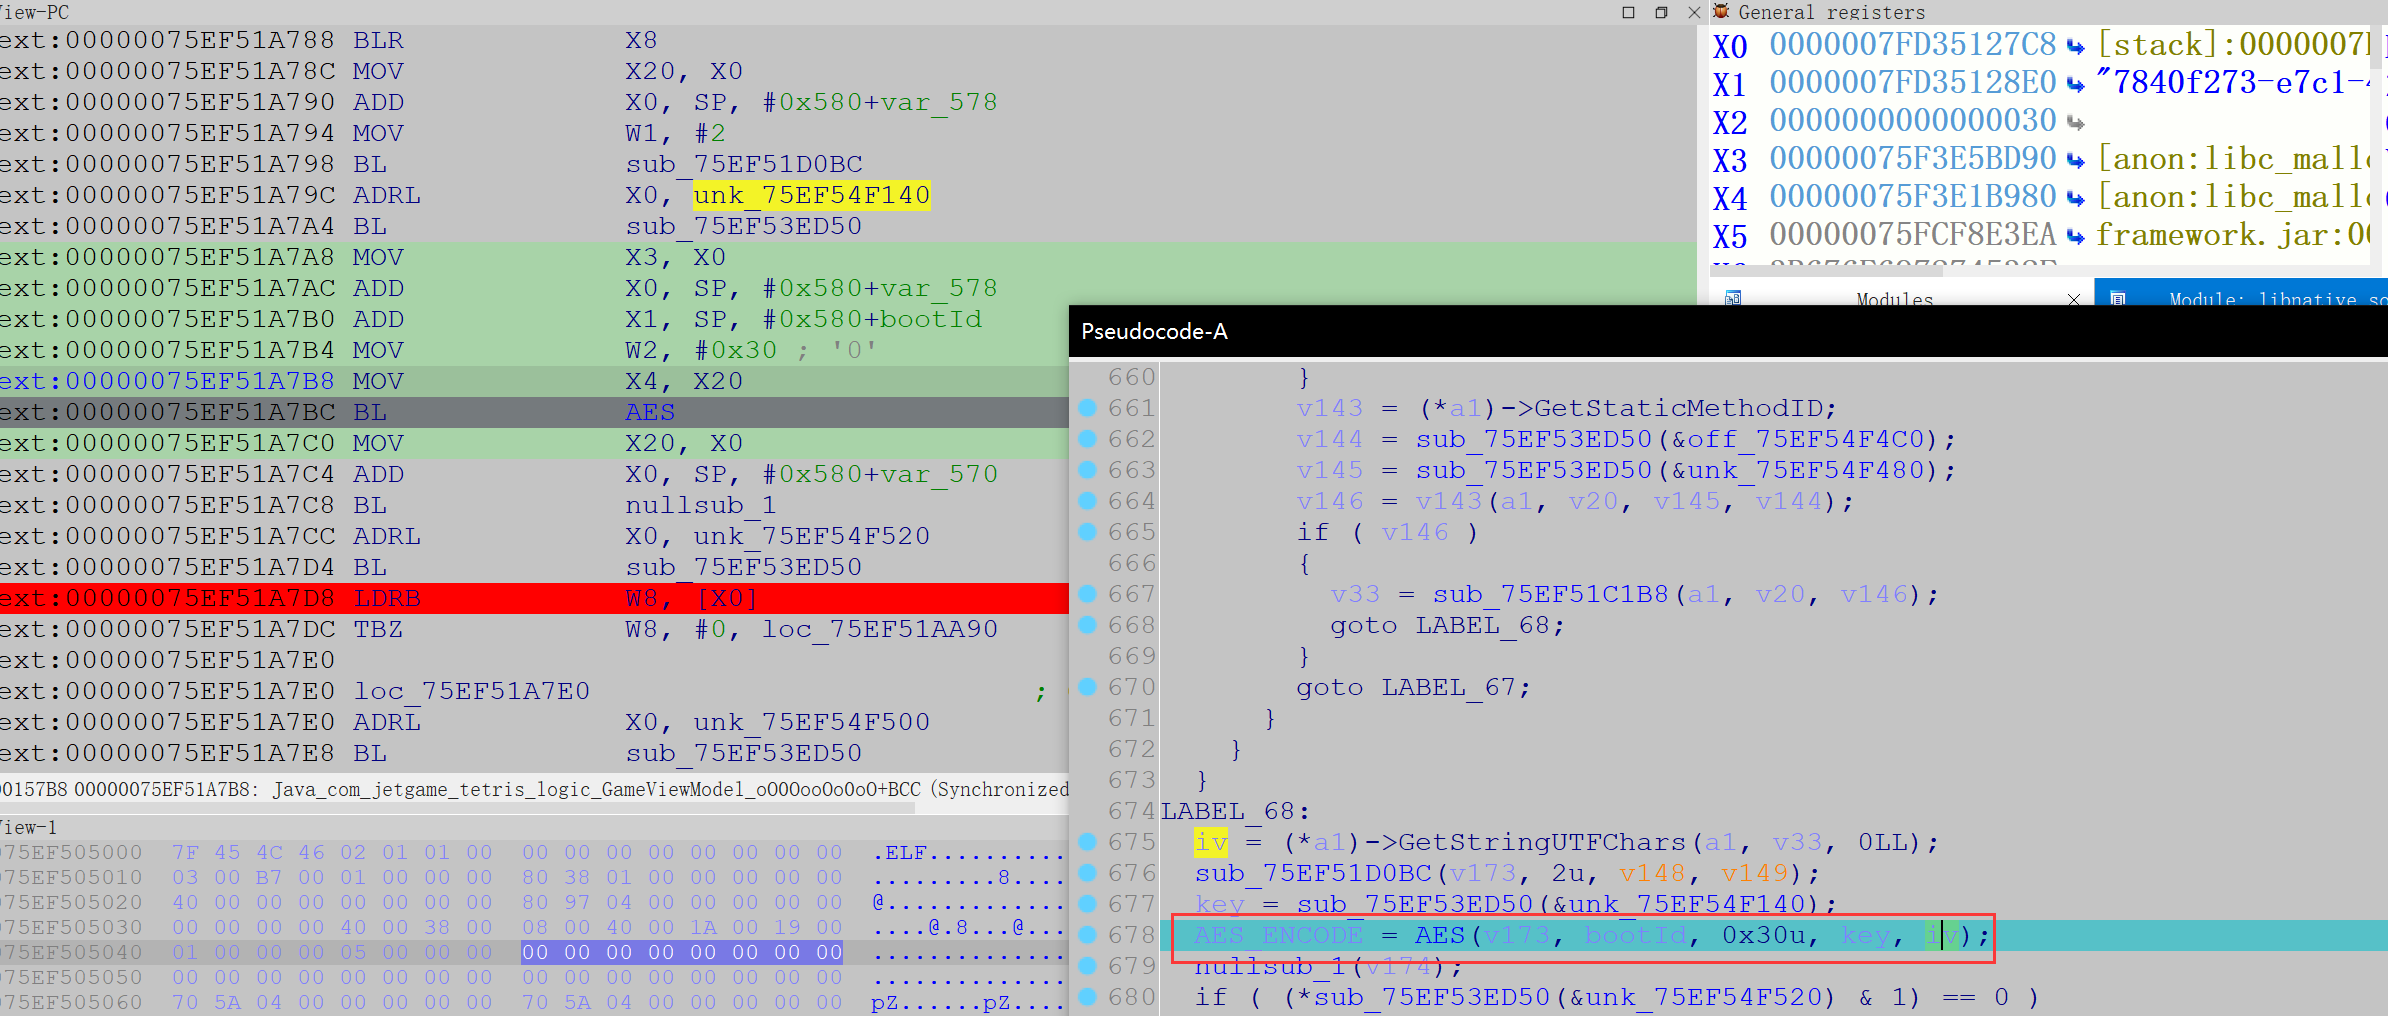 View-PC
ext:00000075EF51A788 BLR X8
ext:00000075EF51A78C MOV X20, X0
ext:00000075EF51A790 ADD X0, SP, #0x580+var_578
ext:00000075EF51A794 MOV W1, #2
ext:00000075EF51A798 BL sub_75EF51D0BC
ext:00000075EF51A79C ADRL X0, unk_75EF54F140
ext:00000075EF51A7A4 BL sub_75EF53ED50
ext:00000075EF51A7A8 MOV X3, X0
ext:00000075EF51A7AC ADD X0, SP, #0x580+var_578
ext:00000075EF51A7B0 ADD X1, SP, #0x580+bootId
ext:00000075EF51A7B4 MOV W2, #0x30 ; '0'
ext:00000075EF51A7B8 MOV X4, X20
ext:00000075EF51A7BC BL AES
ext:00000075EF51A7C0 MOV X20, X0
ext:00000075EF51A7C4 ADD X0, SP, #0x580+var_570
ext:00000075EF51A7C8 BL nullsub_1
ext:00000075EF51A7CC ADRL X0, unk_75EF54F520
ext:00000075EF51A7D4 BL sub_75EF53ED50
ext:00000075EF51A7D8 LDRB W8, [X0]
ext:00000075EF51A7DC TBZ W8, #0, loc_75EF51AA90
ext:00000075EF51A7E0
ext:00000075EF51A7E0 loc_75EF51A7E0 ;
ext:00000075EF51A7E0 ADRL X0, unk_75EF54F500
ext:00000075EF51A7E8 BL sub_75EF53ED50
00157B8 00000075EF51A7B8: Java_com_jetgame_tetris_logic_GameViewModel_oOOOooOoOoO+BCC (Synchronized
View-1
075EF505000 7F 45 4C 46 02 01 01 00 00 00 00 00 00 00 00 00 .ELF..........
075EF505010 03 00 B7 00 01 00 00 00 80 38 01 00 00 00 00 00 .........8....
075EF505020 40 00 00 00 00 00 00 00 80 97 04 00 00 00 00 00 @.............
075EF505030 00 00 00 00 40 00 38 00 08 00 40 00 1A 00 19 00 ....@.8...@...
075EF505040 01 00 00 00 05 00 00 00 00 00 00 00 00 00 00 00 ..............
075EF505050 00 00 00 00 00 00 00 00 00 00 00 00 00 00 00 00 ..............
075EF505060 70 5A 04 00 00 00 00 00 70 5A 04 00 00 00 00 00 pZ......pZ....
General registers
X0 0000007FD35127C8 [stack]:0000007
X1 0000007FD35128E0 "7840f273-e7c1-
X2 0000000000000030
X3 00000075F3E5BD90 [anon:libc_mall
X4 00000075F3E1B980 [anon:libc_mall
X5 00000075FCF8E3EA framework.jar:0
Modules
Module: libnative.so
Pseudocode-A
660 }
661 v143 = (*a1)->GetStaticMethodID;
662 v144 = sub_75EF53ED50(&off_75EF54F4C0);
663 v145 = sub_75EF53ED50(&unk_75EF54F480);
664 v146 = v143(a1, v20, v145, v144);
665 if ( v146 )
666 {
667 v33 = sub_75EF51C1B8(a1, v20, v146);
668 goto LABEL_68;
669 }
670 goto LABEL_67;
671 }
672 }
673 }
674 LABEL_68:
675 iv = (*a1)->GetStringUTFChars(a1, v33, 0LL);
676 sub_75EF51D0BC(v173, 2u, v148, v149);
677 key = sub_75EF53ED50(&unk_75EF54F140);
678 AES_ENCODE = AES(v173, bootId, 0x30u, key, iv);
679 nullsub_1(v174);
680 if ( (*sub_75EF53ED50(&unk_75EF54F520) & 1) == 0 )